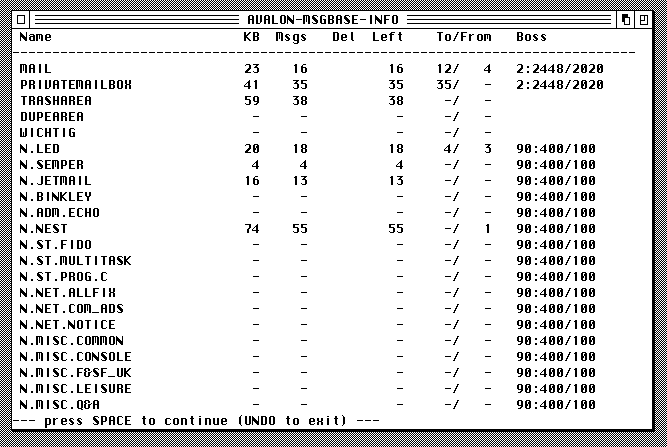 AVALON-MSGBASE-INFO
Name KB Msgs Del Left To/From Boss
------------------------------------------------------------------------------
MAIL 23 16 16 12/ 4 2:2448/2020
PRIVATEMAILBOX 41 35 35 35/ - 2:2448/2020
TRASHAREA 59 38 38 -/ -
DUPEAREA - - - -/ -
WICHTIG - - - -/ -
N.LED 20 18 18 4/ 3 90:400/100
N.SEMPER 4 4 4 -/ - 90:400/100
N.JETMAIL 16 13 13 -/ - 90:400/100
N.BINKLEY - - - -/ - 90:400/100
N.ADM.ECHO - - - -/ - 90:400/100
N.NEST 74 55 55 -/ 1 90:400/100
N.ST.FIDO - - - -/ - 90:400/100
N.ST.MULTITASK - - - -/ - 90:400/100
N.ST.PROG.C - - - -/ - 90:400/100
N.NET.ALLFIX - - - -/ - 90:400/100
N.NET.COM_ADS - - - -/ - 90:400/100
N.NET.NOTICE - - - -/ - 90:400/100
N.MISC.COMMON - - - -/ - 90:400/100
N.MISC.CONSOLE - - - -/ - 90:400/100
N.MISC.F&SF_UK - - - -/ - 90:400/100
N.MISC.LEISURE - - - -/ - 90:400/100
N.MISC.Q&A - - - -/ - 90:400/100
--- press SPACE to continue (UNDO to exit) ---